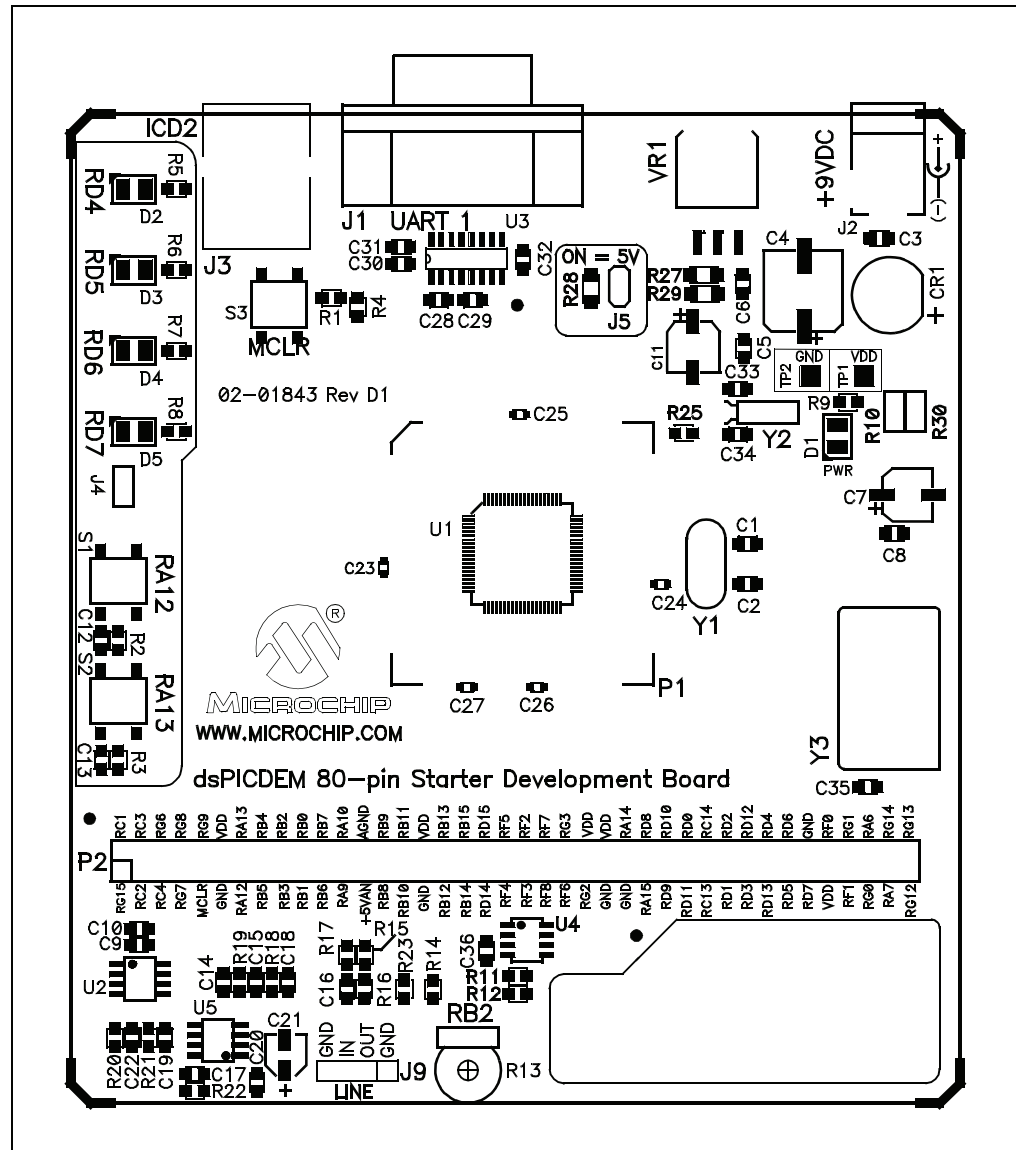 ICD2
J3
J1 UART 1
U3
VR1
+9VDC
J2
+
(-)
RD4
R5
D2
RD5
R6
D3
RD6
R7
D4
RD7
R8
D5
J4
C31
C30
C32
C28
C29
S3
MCLR
R1
R4
ON = 5V
R28
J5
R27
R29
C6
C4
+
C3
CR1
+
+
C11
C5
C33
TP2
GND
TP1
VDD
02-01843 Rev D1
C25
R25
C34
Y2
R9
D1
PWR
R10
R30
C7
+
C8
U1
C23
C24
C1
C2
Y1
S1
RA12
C12
R2
S2
RA13
C13
R3
®
MICROCHIP
WWW.MICROCHIP.COM
C27
C26
P1
Y3
C35
dsPICDEM 80-pin Starter Development Board
RC1 RC3 RG6 RG8 RG9 VDD RA13 RB4 RB2 RB0 RB7 RA10 AGND RB9 RB11 VDD RB13 RB15 RD15 RF5 RF2 RF7 RG3 VDD VDD RA14 RD8 RD10 RD0 RC14 RD2 RD12 RD4 RD6 GND RF0 RG1 RA6 RG14 RG13
P2
RG15 RC2 RC4 RG7 MCLR GND RA12 RB5 RB3 RB1 RB6 RA9 +5VAN RB8 RB10 GND RB12 RB14 RD14 RF4 RF3 RF8 RF6 RG2 GND GND RA15 RD9 RD11 RC13 RD1 RD3 RD13 RD5 RD7 VDD RF1 RG0 RA7 RG12
C10
C9
U2
C14
R19
C15
R18
C18
R17
R15
C16
R16
R23
R14
C36
U4
R11
R12
R20
C22
R21
C19
U5
C17
R22
C20
C21
+
GND
IN
OUT
GND
LINE
J9
RB2
R13